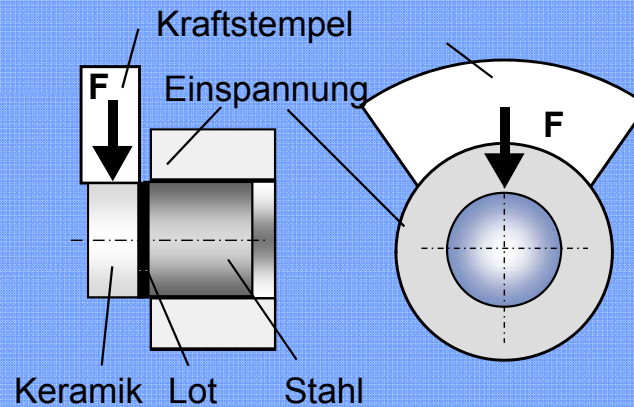 Kraftstempel
F
Einspannung
F
Keramik Lot Stahl